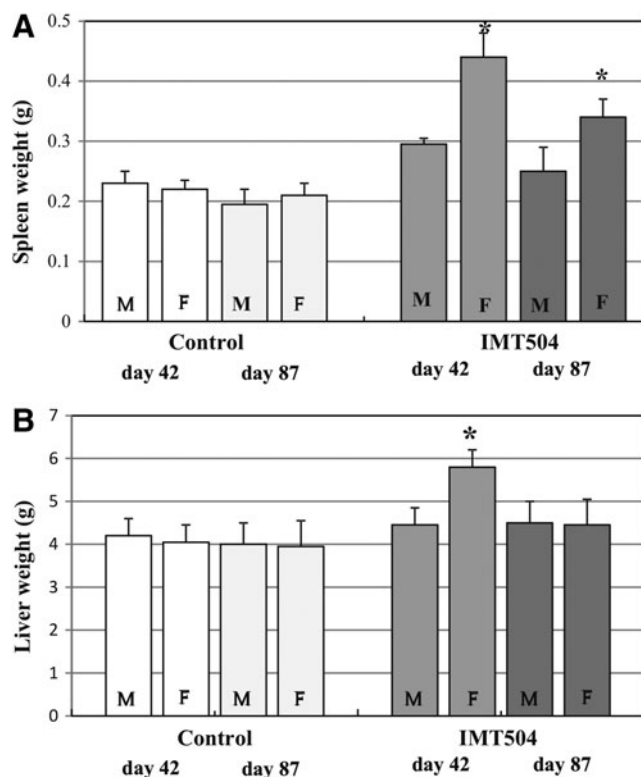 A
Spleen weight (g)
0.5
0.4
0.3
0.2
0.1
0
* *
M F M F M F M F
Control IMT504
day 42 day 87 day 42 day 87
B
Liver weight (g)
7
6
5
4
3
2
1
0
*
M F M F M F M F
Control IMT504
day 42 day 87 day 42 day 87